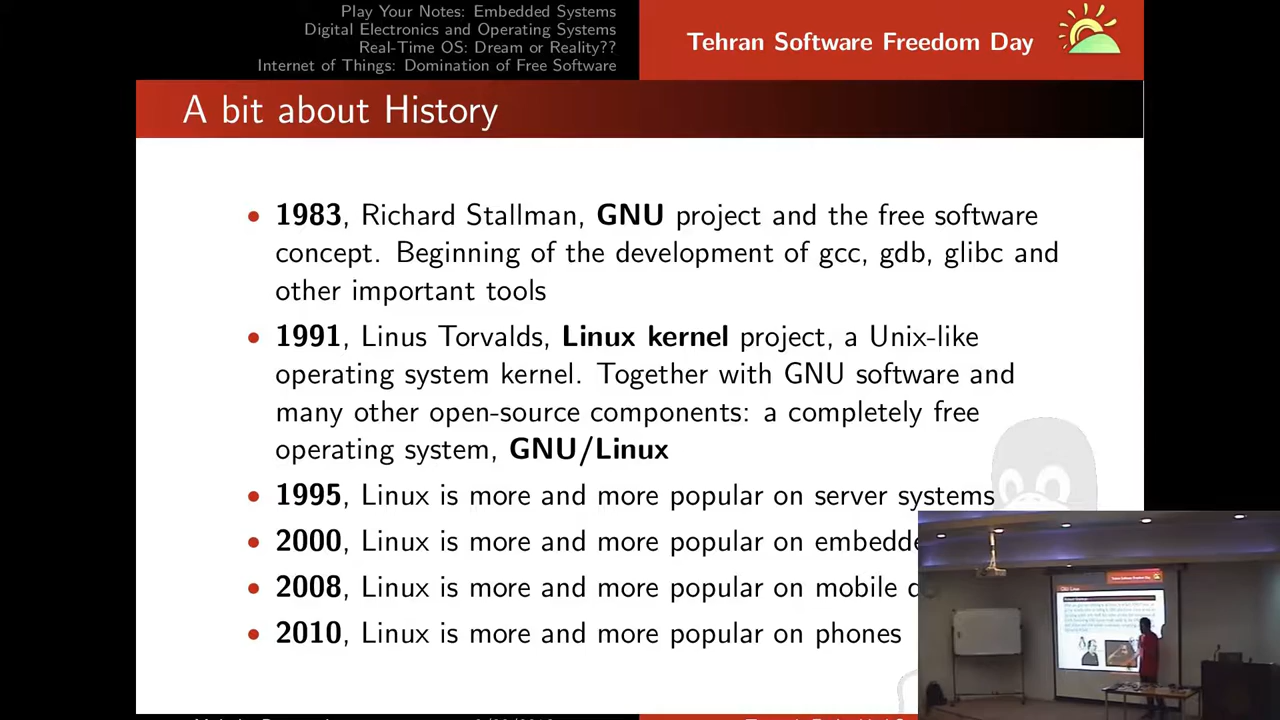 Play Your Notes: Embedded Systems
Digital Electronics and Operating Systems
Real-Time OS: Dream or Reality??
Internet of Things: Domination of Free Software
Tehran Software Freedom Day
A bit about History
• 1983, Richard Stallman, GNU project and the free software
concept. Beginning of the development of gcc, gdb, glibc and
other important tools
• 1991, Linus Torvalds, Linux kernel project, a Unix-like
operating system kernel. Together with GNU software and
many other open-source components: a completely free
operating system, GNU/Linux
• 1995, Linux is more and more popular on server systems
• 2000, Linux is more and more popular on
• 2008, Linux is more and more popular on mobile
• 2010, Linux is more and more popular on phones
Tehran Software Freedom Day